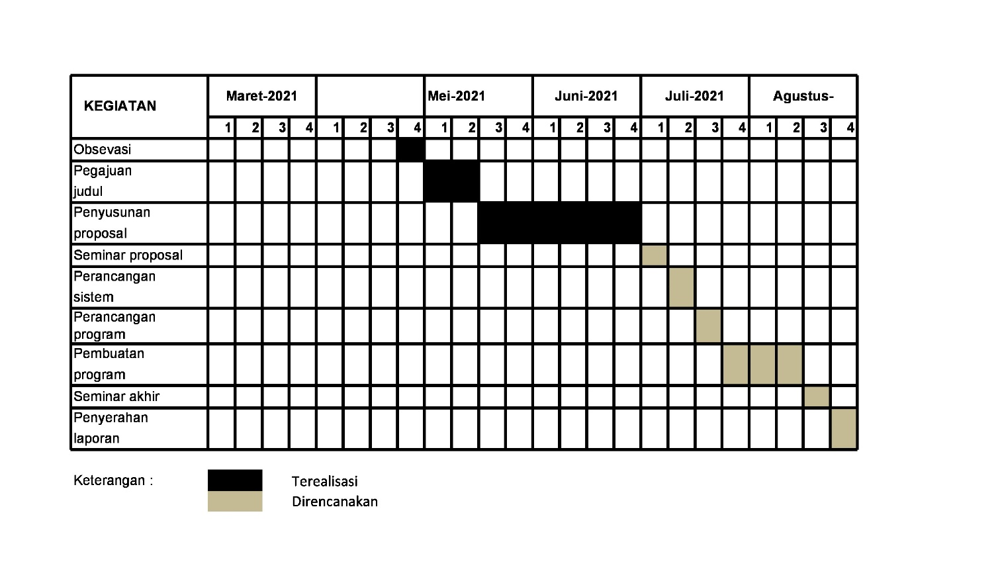 KEGIATAN Maret-2021 Mei-2021 Juni-2021 Juli-2021 Agustus-
1 2 3 4 1 2 3 4 1 2 3 4 1 2 3 4 1 2 3 4 1 2 3 4
Obsevasi
Pegajuan
judul
Penyusunan
proposal
Seminar proposal
Perancangan
sistem
Perancangan
program
Pembuatan
program
Seminar akhir
Penyerahan
laporan
Keterangan : Terealisasi
Direncanakan